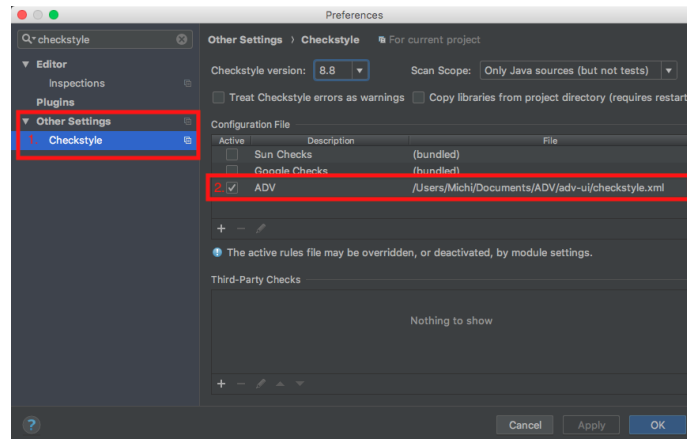 Preferences
checkstyle
Other Settings › Checkstyle For current project
Editor
Inspections
Plugins
Other Settings
1. Checkstyle
Checkstyle version: 8.8 Scan Scope: Only Java sources (but not tests)
Treat Checkstyle errors as warnings Copy libraries from project directory (requires restart
Configuration File
Active Description File
Sun Checks (bundled)
Google Checks (bundled)
2. ADV /Users/Michi/Documents/ADV/adv-ui/checkstyle.xml
The active rules file may be overridden, or deactivated, by module settings.
Third-Party Checks
Nothing to show
Cancel Apply OK